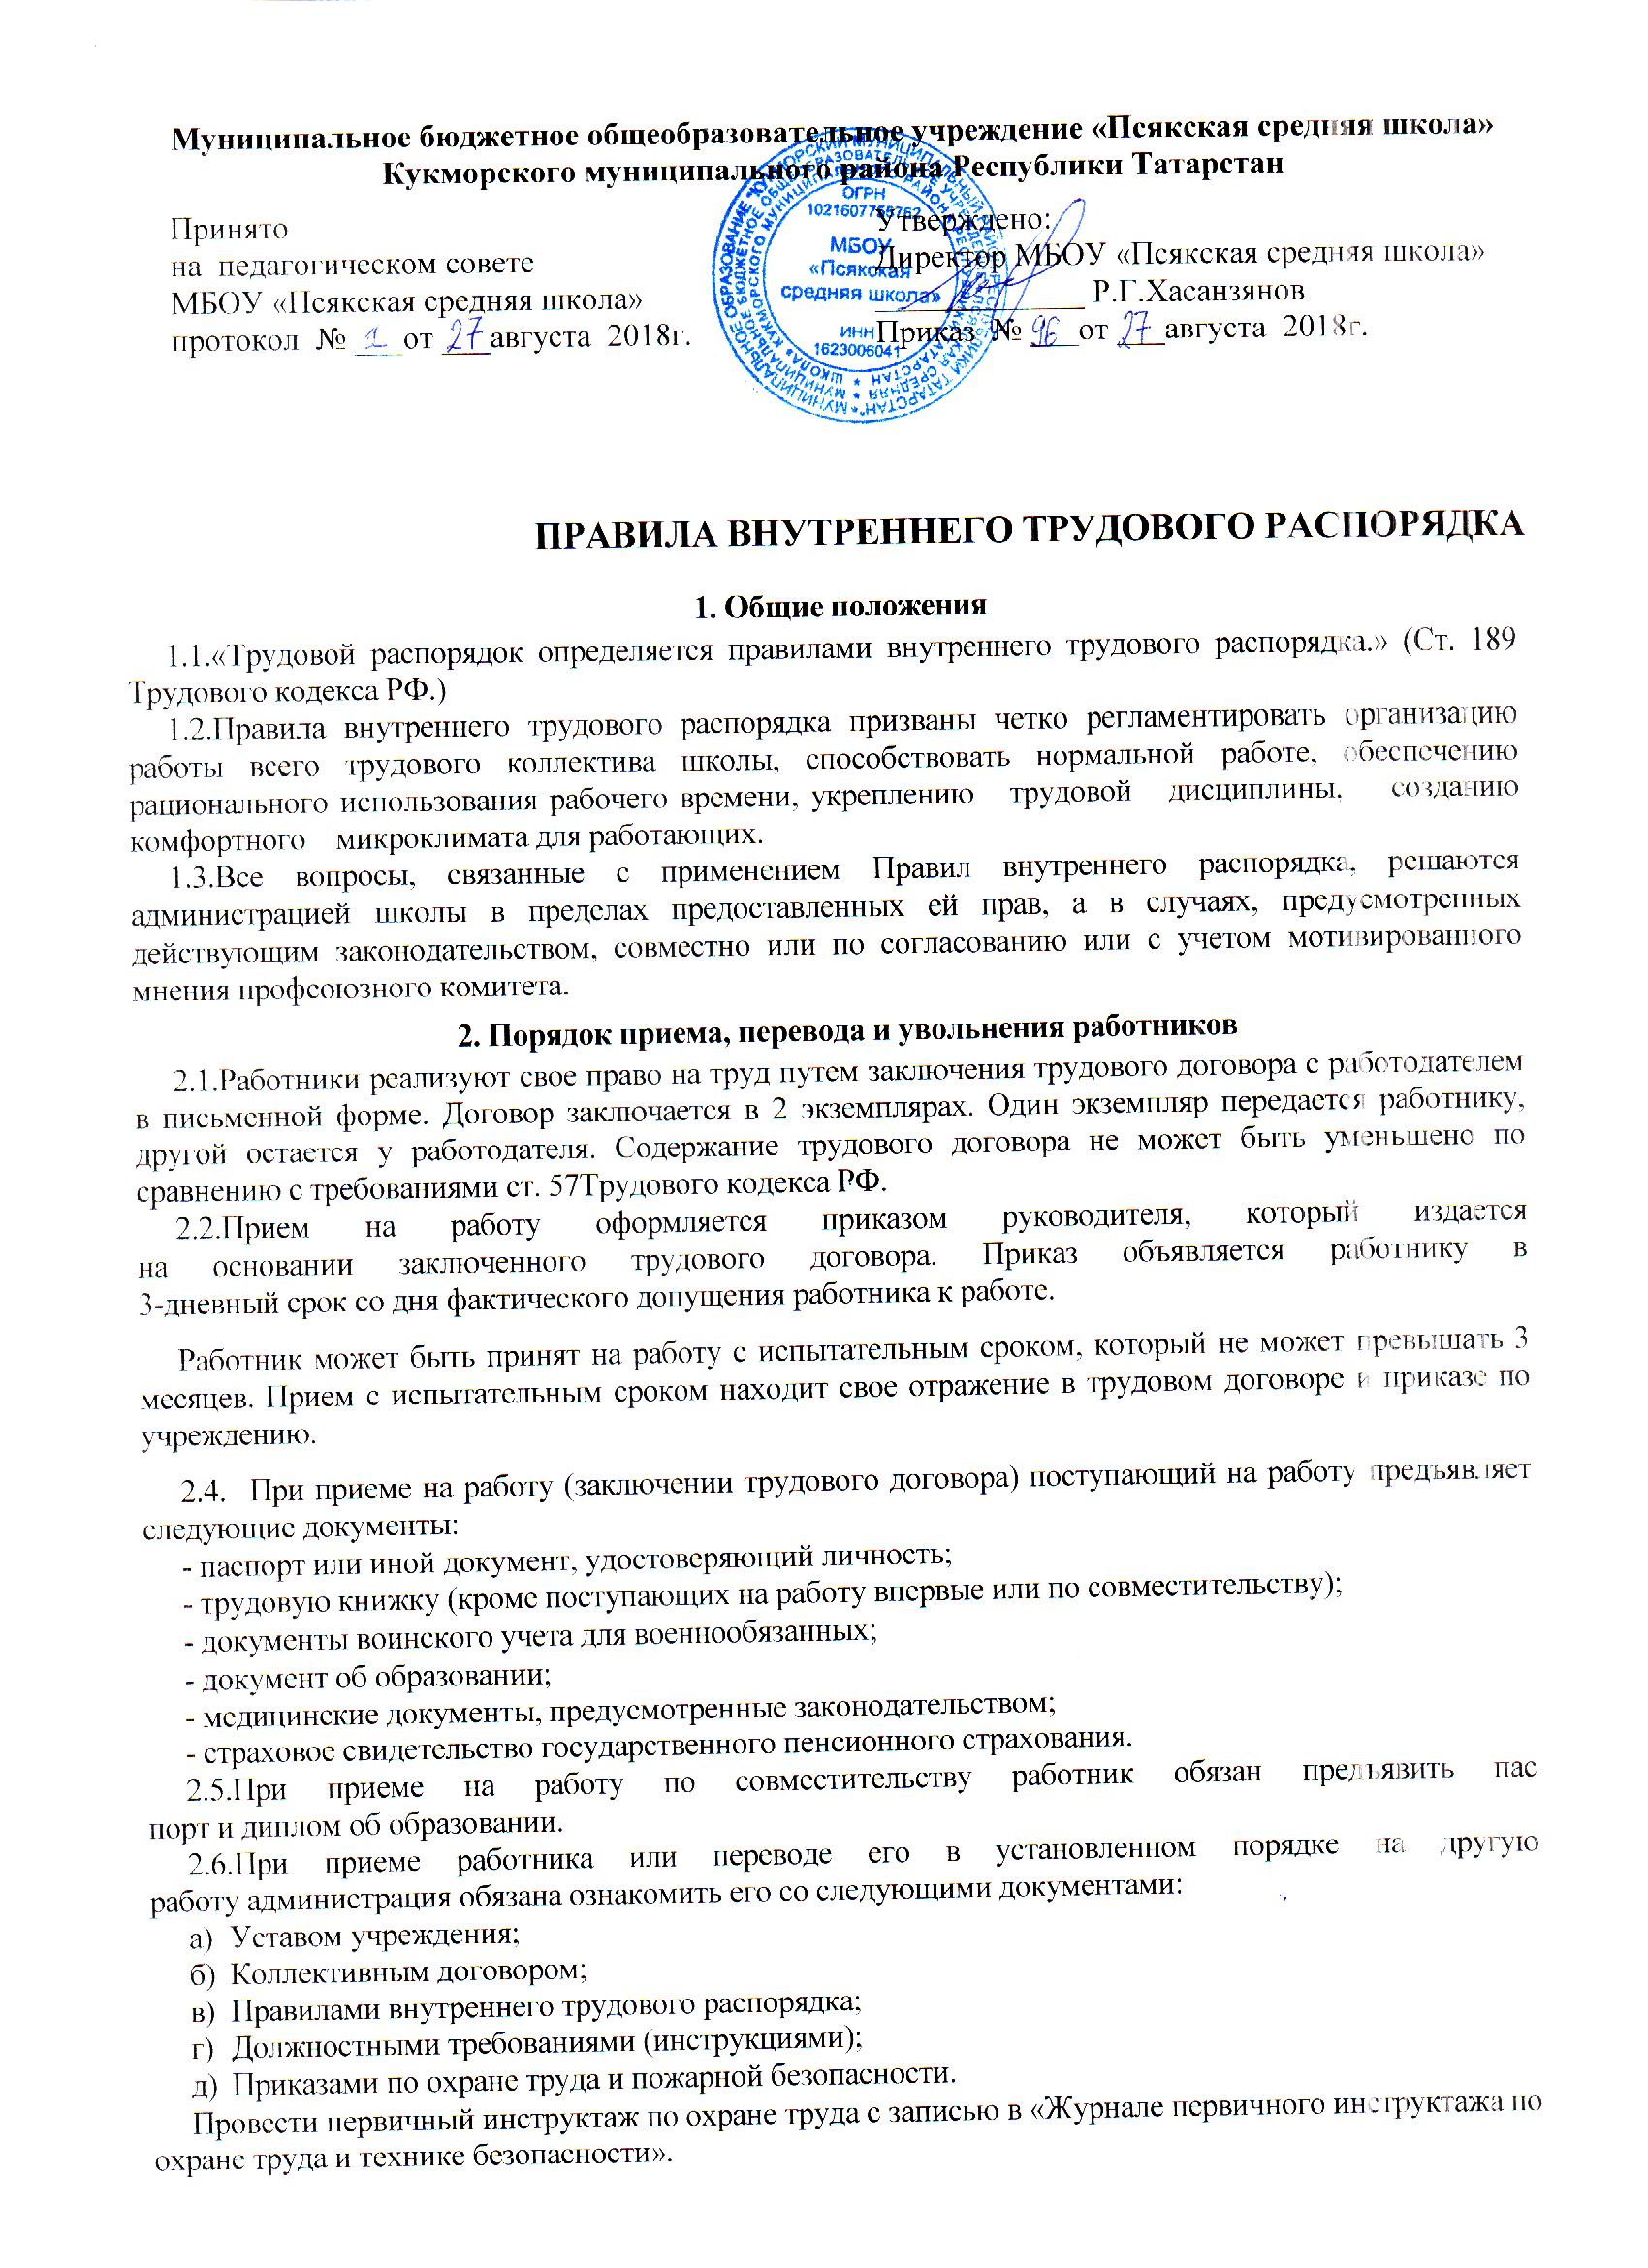 Муниципальное бюджетное общеобразовательное учреждение «Псякская средняя школа»
Кукморского муниципального района Республики Татарстан
Принято
на педагогическом совете
МБОУ «Псякская средняя школа»
протокол № 1 от 27 августа 2018г.
ОГРН
МБОУ
«Псякская
средняя школа»
ИНН
1623006041
Утверждено:
Директор МБОУ «Псякская средняя школа»
Р.Г.Хасанзянов
Приказ № 96 от 27 августа 2018г.
ПРАВИЛА ВНУТРЕННЕГО ТРУДОВОГО РАСПОРЯДКА
1. Общие положения
1.1.«Трудовой распорядок определяется правилами внутреннего трудового распорядка.» (Ст. 189
Трудового кодекса РФ.)
1.2.Правила внутреннего трудового распорядка призваны четко регламентировать организацию
работы всего трудового коллектива школы, способствовать нормальной работе, обеспечению
рационального использования рабочего времени, укреплению трудовой дисциплины, созданию
комфортного микроклимата для работающих.
1.3.Все вопросы, связанные с применением Правил внутреннего распорядка, решаются
администрацией школы в пределах предоставленных ей прав, а в случаях, предусмотренных
действующим законодательством, совместно или по согласованию или с учетом мотивированного
мнения профсоюзного комитета.
2. Порядок приема, перевода и увольнения работников
2.1.Работники реализуют свое право на труд путем заключения трудового договора с работодателем
в письменной форме. Договор заключается в 2 экземплярах. Один экземпляр передается работнику,
другой остается у работодателя. Содержание трудового договора не может быть уменьшено по
сравнению с требованиями ст. 57Трудового кодекса РФ.
2.2.Прием на работу оформляется приказом руководителя, который издается
на основании заключенного трудового договора. Приказ объявляется работнику в
3-дневный срок со дня фактического допущения работника к работе.
Работник может быть принят на работу с испытательным сроком, который не может превышать 3
месяцев. Прием с испытательным сроком находит свое отражение в трудовом договоре и приказе по
учреждению.
2.4. При приеме на работу (заключении трудового договора) поступающий на работу предъявляет
следующие документы:
- паспорт или иной документ, удостоверяющий личность;
- трудовую книжку (кроме поступающих на работу впервые или по совместительству);
- документы воинского учета для военнообязанных;
- документ об образовании;
- медицинские документы, предусмотренные законодательством;
- страховое свидетельство государственного пенсионного страхования.
2.5.При приеме на работу по совместительству работник обязан предъявить пас
порт и диплом об образовании.
2.6.При приеме работника или переводе его в установленном порядке на другую
работу администрация обязана ознакомить его со следующими документами:
а) Уставом учреждения;
б) Коллективным договором;
в) Правилами внутреннего трудового распорядка;
г) Должностными требованиями (инструкциями);
д) Приказами по охране труда и пожарной безопасности.
Провести первичный инструктаж по охране труда с записью в «Журнале первичного инструктажа по
охране труда и технике безопасности».